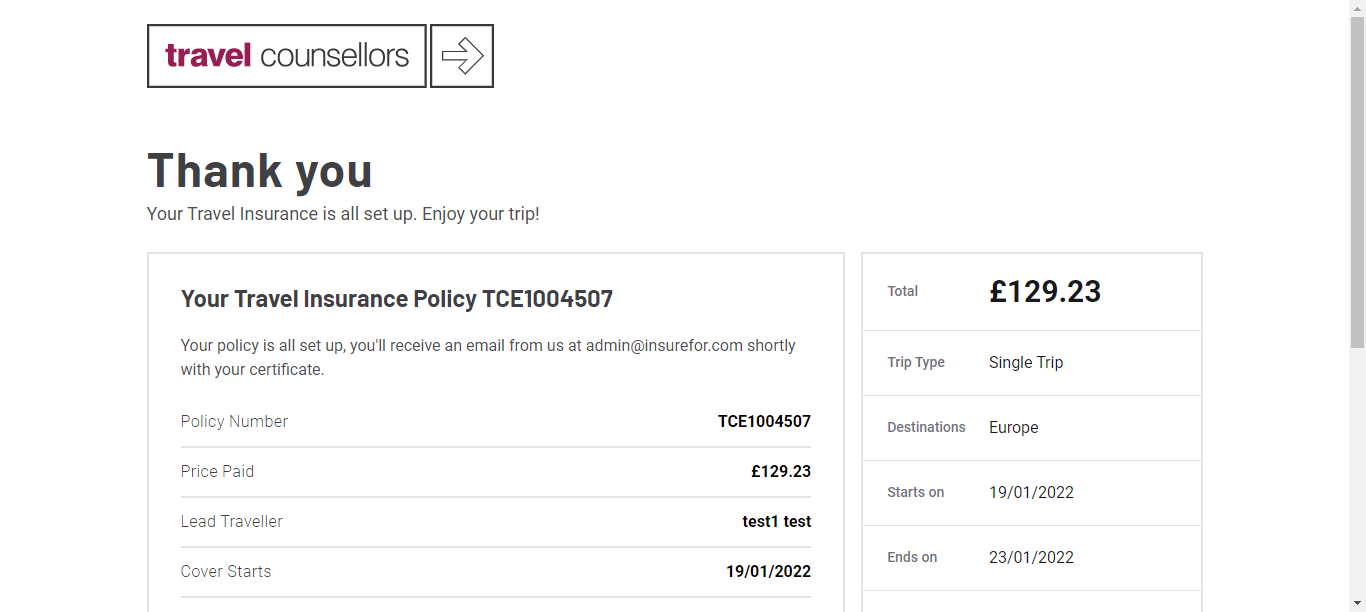 travel counsellors
Thank you
Your Travel Insurance is all set up. Enjoy your trip!
Your Travel Insurance Policy TCE1004507
Your policy is all set up, you'll receive an email from us at admin@insurefor.com shortly
with your certificate.
Policy Number TCE1004507
Price Paid £129.23
Lead Traveller test1 test
Cover Starts 19/01/2022
Total £129.23
Trip Type Single Trip
Destinations Europe
Starts on 19/01/2022
Ends on 23/01/2022